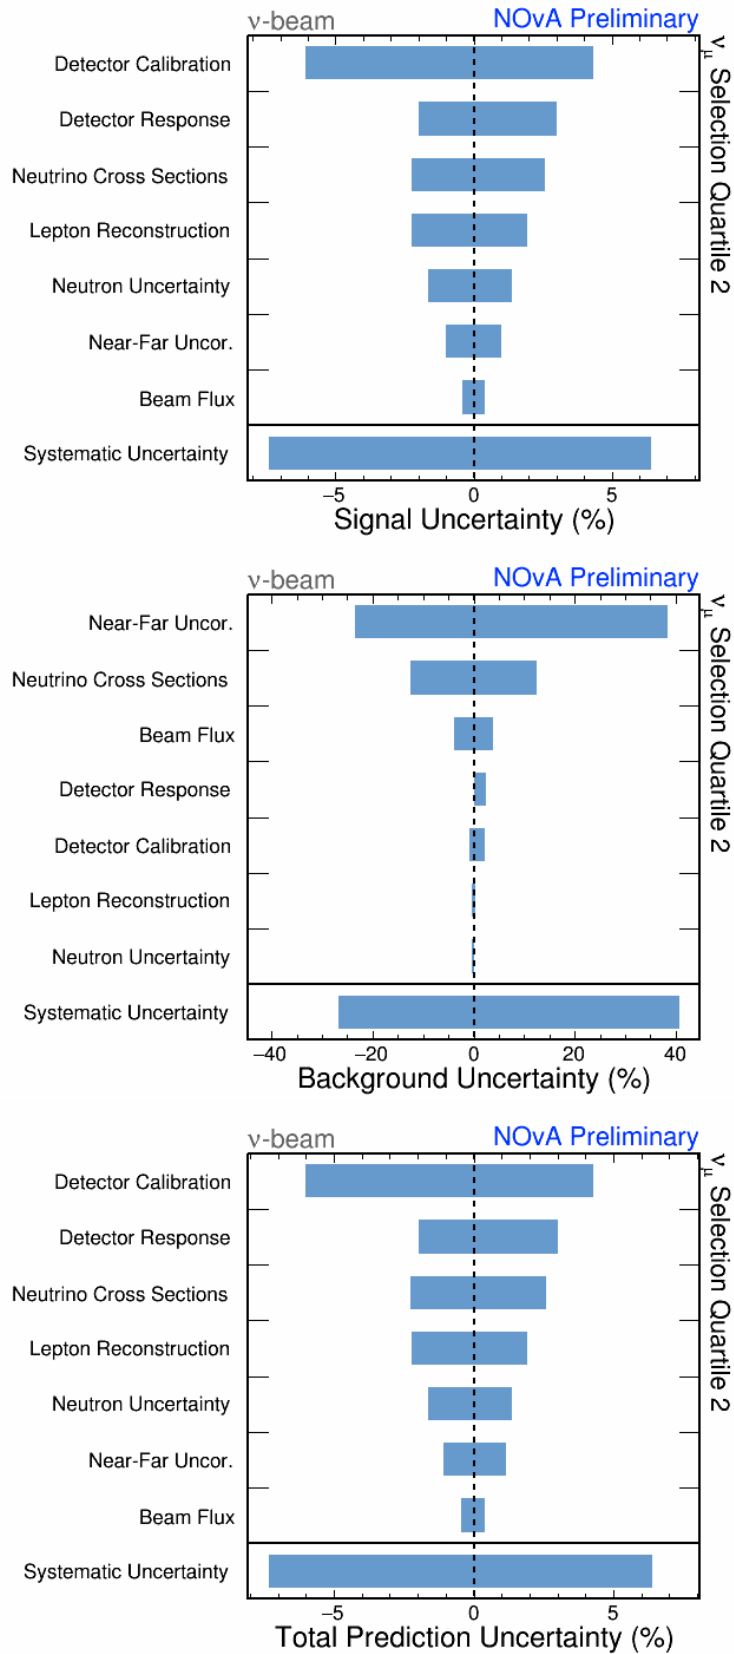 ν-beam NOνA Preliminary
Detector Calibration
Detector Response
Neutrino Cross Sections
Lepton Reconstruction
Neutron Uncertainty
Near-Far Uncor.
Beam Flux
Systematic Uncertainty
−5 0 5
Signal Uncertainty (%)
νμ Selection Quartile 2
ν-beam NOνA Preliminary
Near-Far Uncor.
Neutrino Cross Sections
Beam Flux
Detector Response
Detector Calibration
Lepton Reconstruction
Neutron Uncertainty
Systematic Uncertainty
−40 −20 0 20 40
Background Uncertainty (%)
νμ Selection Quartile 2
ν-beam NOνA Preliminary
Detector Calibration
Detector Response
Neutrino Cross Sections
Lepton Reconstruction
Neutron Uncertainty
Near-Far Uncor.
Beam Flux
Systematic Uncertainty
−5 0 5
Total Prediction Uncertainty (%)
νμ Selection Quartile 2